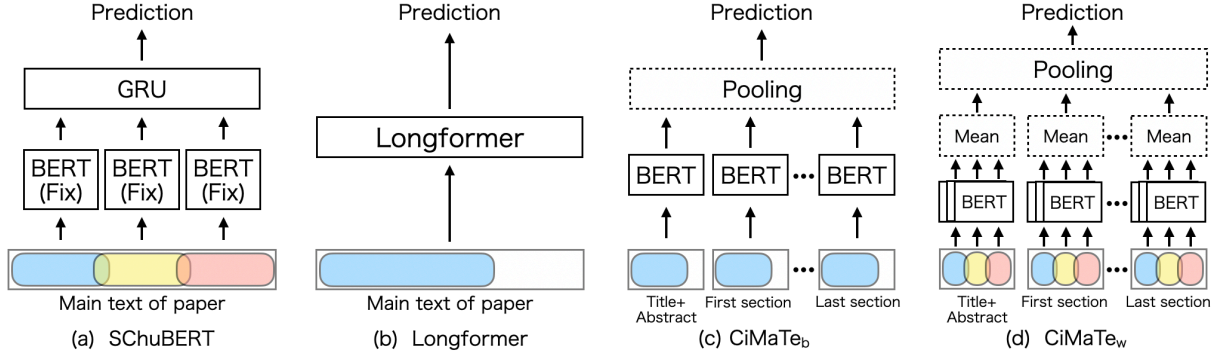 Prediction
GRU
BERT
(Fix)
BERT
(Fix)
BERT
(Fix)
Main text of paper
(a) SChuBERT
Prediction
Longformer
Main text of paper
(b) Longformer
Prediction
Pooling
BERT
BERT
•••
BERT
•••
Title+
Abstract
First section
Last section
(c) CiMaTe_b
Prediction
Pooling
Mean
Mean
•••
Mean
BERT
BERT
•••
BERT
•••
Title+
Abstract
First section
Last section
(d) CiMaTe_w